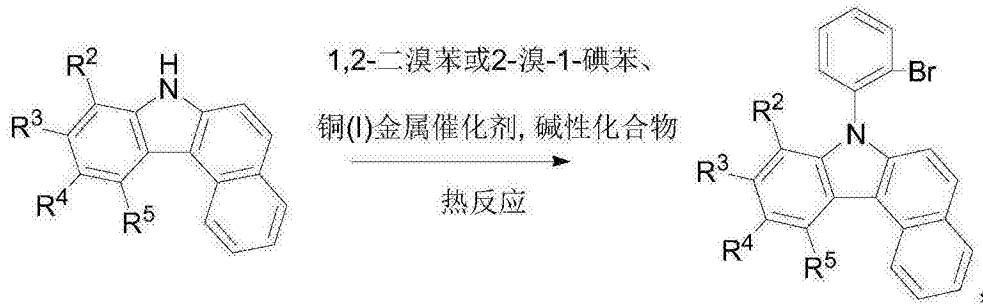 R²
R³
R⁴
R⁵
H
N
1,2-二溴苯或2-溴-1-碘苯、
铜(I)金属催化剂, 碱性化合物
热反应
Br
R²
N
R³
R⁴
R⁵
,